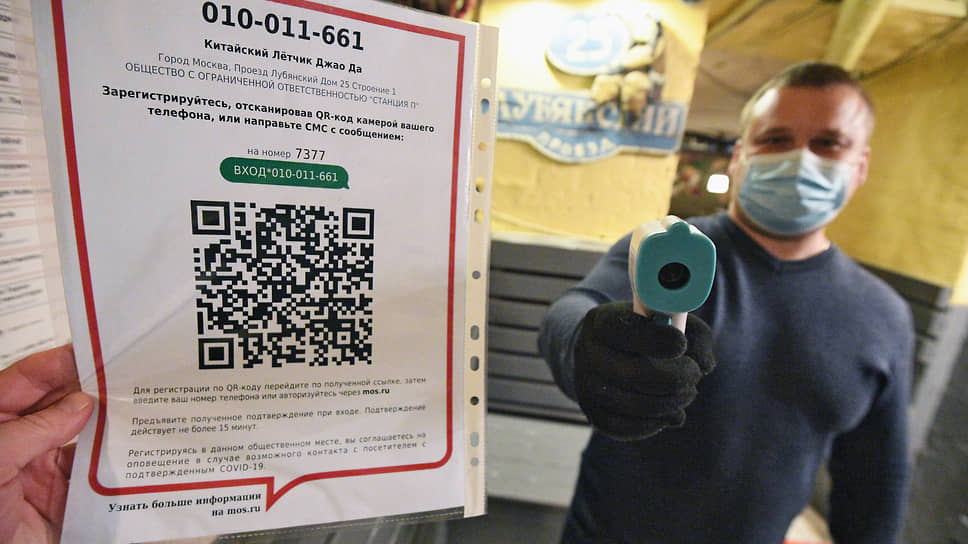 010-011-661
Китайский Лётчик Джао Да
Город Москва, Проезд Лубянский Дом 25 Строение 1
ОБЩЕСТВО С ОГРАНИЧЕННОЙ ОТВЕТСТВЕННОСТЬЮ "СТАНЦИЯ П"
Зарегистрируйтесь, отсканировав QR-код камерой вашего
телефона, или направьте СМС с сообщением:
на номер 7377
ВХОД*010-011-661
Для регистрации по QR-коду перейдите по полученной ссылке, затем
введите ваш номер телефона или авторизуйтесь через mos.ru
Предъявите полученное подтверждение при входе. Подтверждение
действует не более 15 минут.
Регистрируясь в данном общественном месте, вы соглашаетесь на
оповещение в случае возможного контакта с посетителем с
подтвержденным COVID-19.
Узнать больше информации
на mos.ru
25
ЛУБЯНСКИЙ
ПРОЕЗД